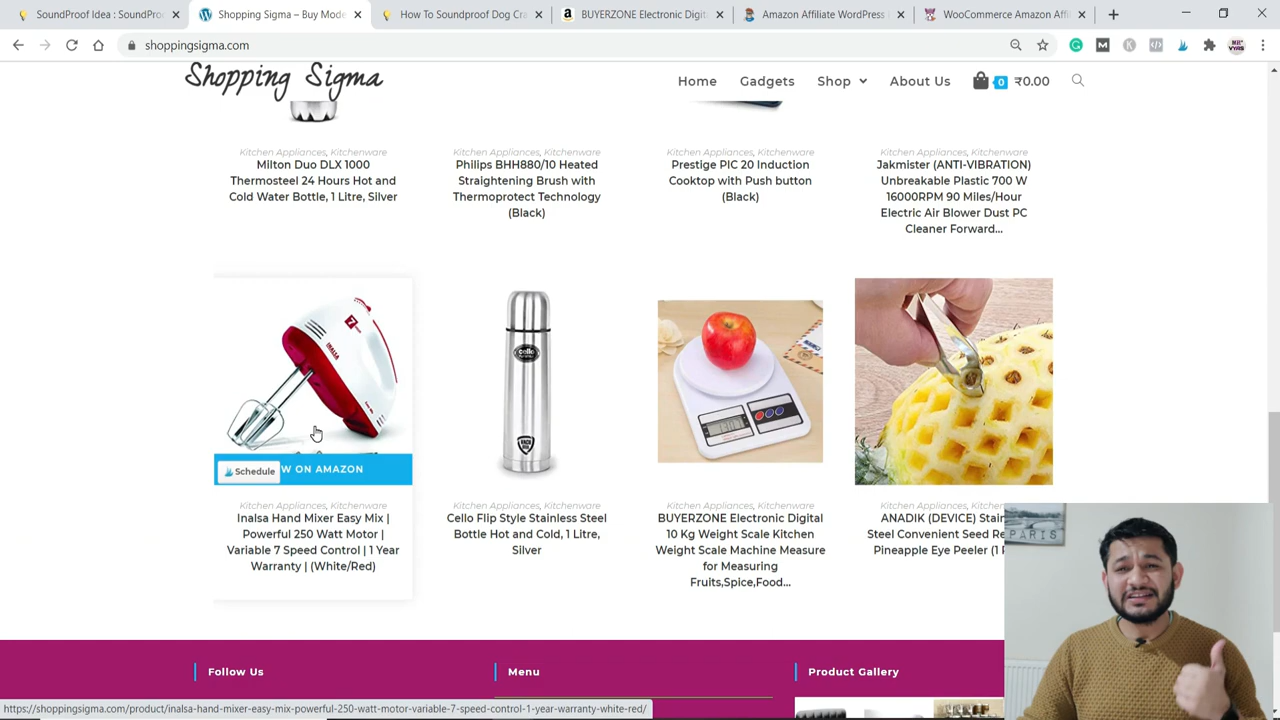 SoundProof Idea : SoundPro
Shopping Sigma – Buy Mode
How To Soundproof Dog Cra
BUYERZONE Electronic Digit
Amazon Affiliate WordPress
WooCommerce Amazon Affi
shoppingsigma.com
Shopping Sigma
Home
Gadgets
Shop
About Us
0
₹0.00
Kitchen Appliances, Kitchenware
Milton Duo DLX 1000
Thermosteel 24 Hours Hot and
Cold Water Bottle, 1 Litre, Silver
Kitchen Appliances, Kitchenware
Philips BHH880/10 Heated
Straightening Brush with
Thermoprotect Technology
(Black)
Kitchen Appliances, Kitchenware
Prestige PIC 20 Induction
Cooktop with Push button
(Black)
Kitchen Appliances, Kitchenware
Jakmister (ANTI-VIBRATION)
Unbreakable Plastic 700 W
16000RPM 90 Miles/Hour
Electric Air Blower Dust PC
Cleaner Forward...
7
INALSA
Schedule
W ON AMAZON
cello
Kitchen Appliances, Kitchenware
Inalsa Hand Mixer Easy Mix |
Powerful 250 Watt Motor |
Variable 7 Speed Control | 1 Year
Warranty | (White/Red)
Kitchen Appliances, Kitchenware
Cello Flip Style Stainless Steel
Bottle Hot and Cold, 1 Litre,
Silver
Kitchen Appliances, Kitchenware
BUYERZONE Electronic Digital
10 Kg Weight Scale Kitchen
Weight Scale Machine Measure
for Measuring
Fruits,Spice,Food...
Kitchen Appliances, Kitchenw
ANADIK (DEVICE) Stain
Steel Convenient Seed Re
Pineapple Eye Peeler (1 P
PARIS
Follow Us
Menu
Product Gallery
https://shoppingsigma.com/product/inalsa-hand-mixer-easy-mix-powerful-250-watt-motor-variable-7-speed-control-1-year-warranty-white-red/